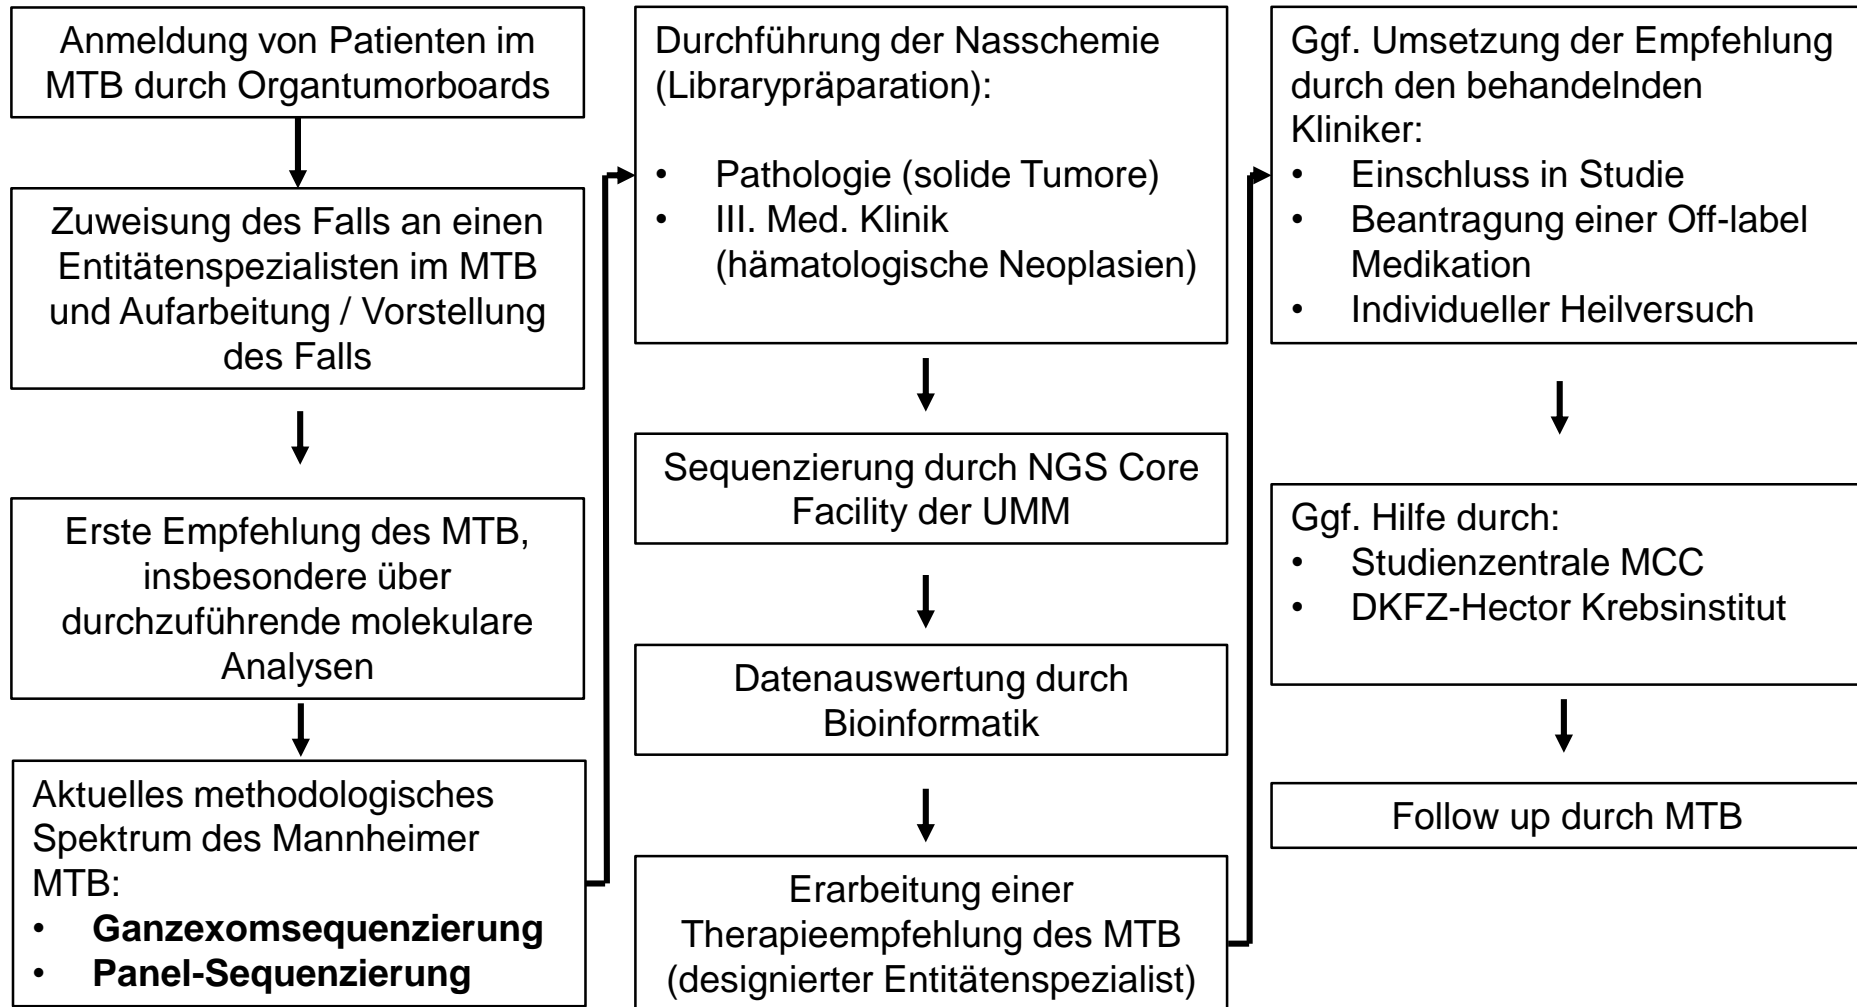 Anmeldung von Patienten im
MTB durch Organtumorboards
Zuweisung des Falls an einen
Entitätenspezialisten im MTB
und Aufarbeitung / Vorstellung
des Falls
Erste Empfehlung des MTB,
insbesondere über
durchzuführende molekulare
Analysen
Aktuelles methodologisches
Spektrum des Mannheimer
MTB:
• Ganzexomsequenzierung
• Panel-Sequenzierung
Durchführung der Nasschemie
(Librarypräparation):
• Pathologie (solide Tumore)
• III. Med. Klinik
(hämatologische Neoplasien)
Sequenzierung durch NGS Core
Facility der UMM
Datenauswertung durch
Bioinformatik
Erarbeitung einer
Therapieempfehlung des MTB
(designierter Entitätenspezialist)
Ggf. Umsetzung der Empfehlung
durch den behandelnden
Kliniker:
• Einschluss in Studie
• Beantragung einer Off-label
Medikation
• Individueller Heilversuch
Ggf. Hilfe durch:
• Studienzentrale MCC
• DKFZ-Hector Krebsinstitut
Follow up durch MTB